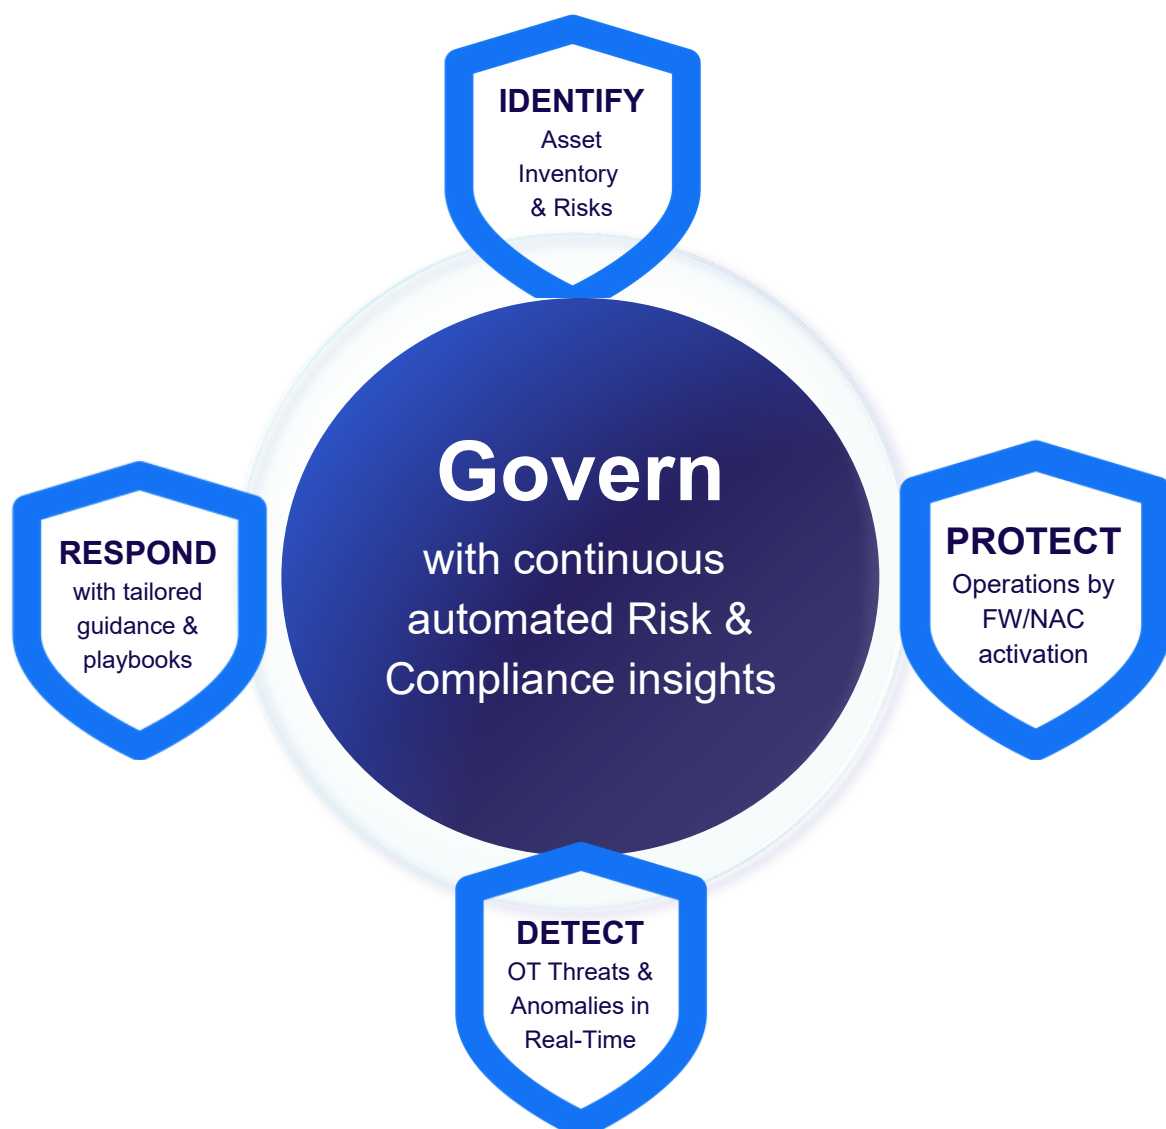 IDENTIFY
Asset
Inventory
& Risks
Govern
with continuous
automated Risk &
Compliance insights
RESPOND
with tailored
guidance &
playbooks
PROTECT
Operations by
FW/NAC
activation
DETECT
OT Threats &
Anomalies in
Real-Time